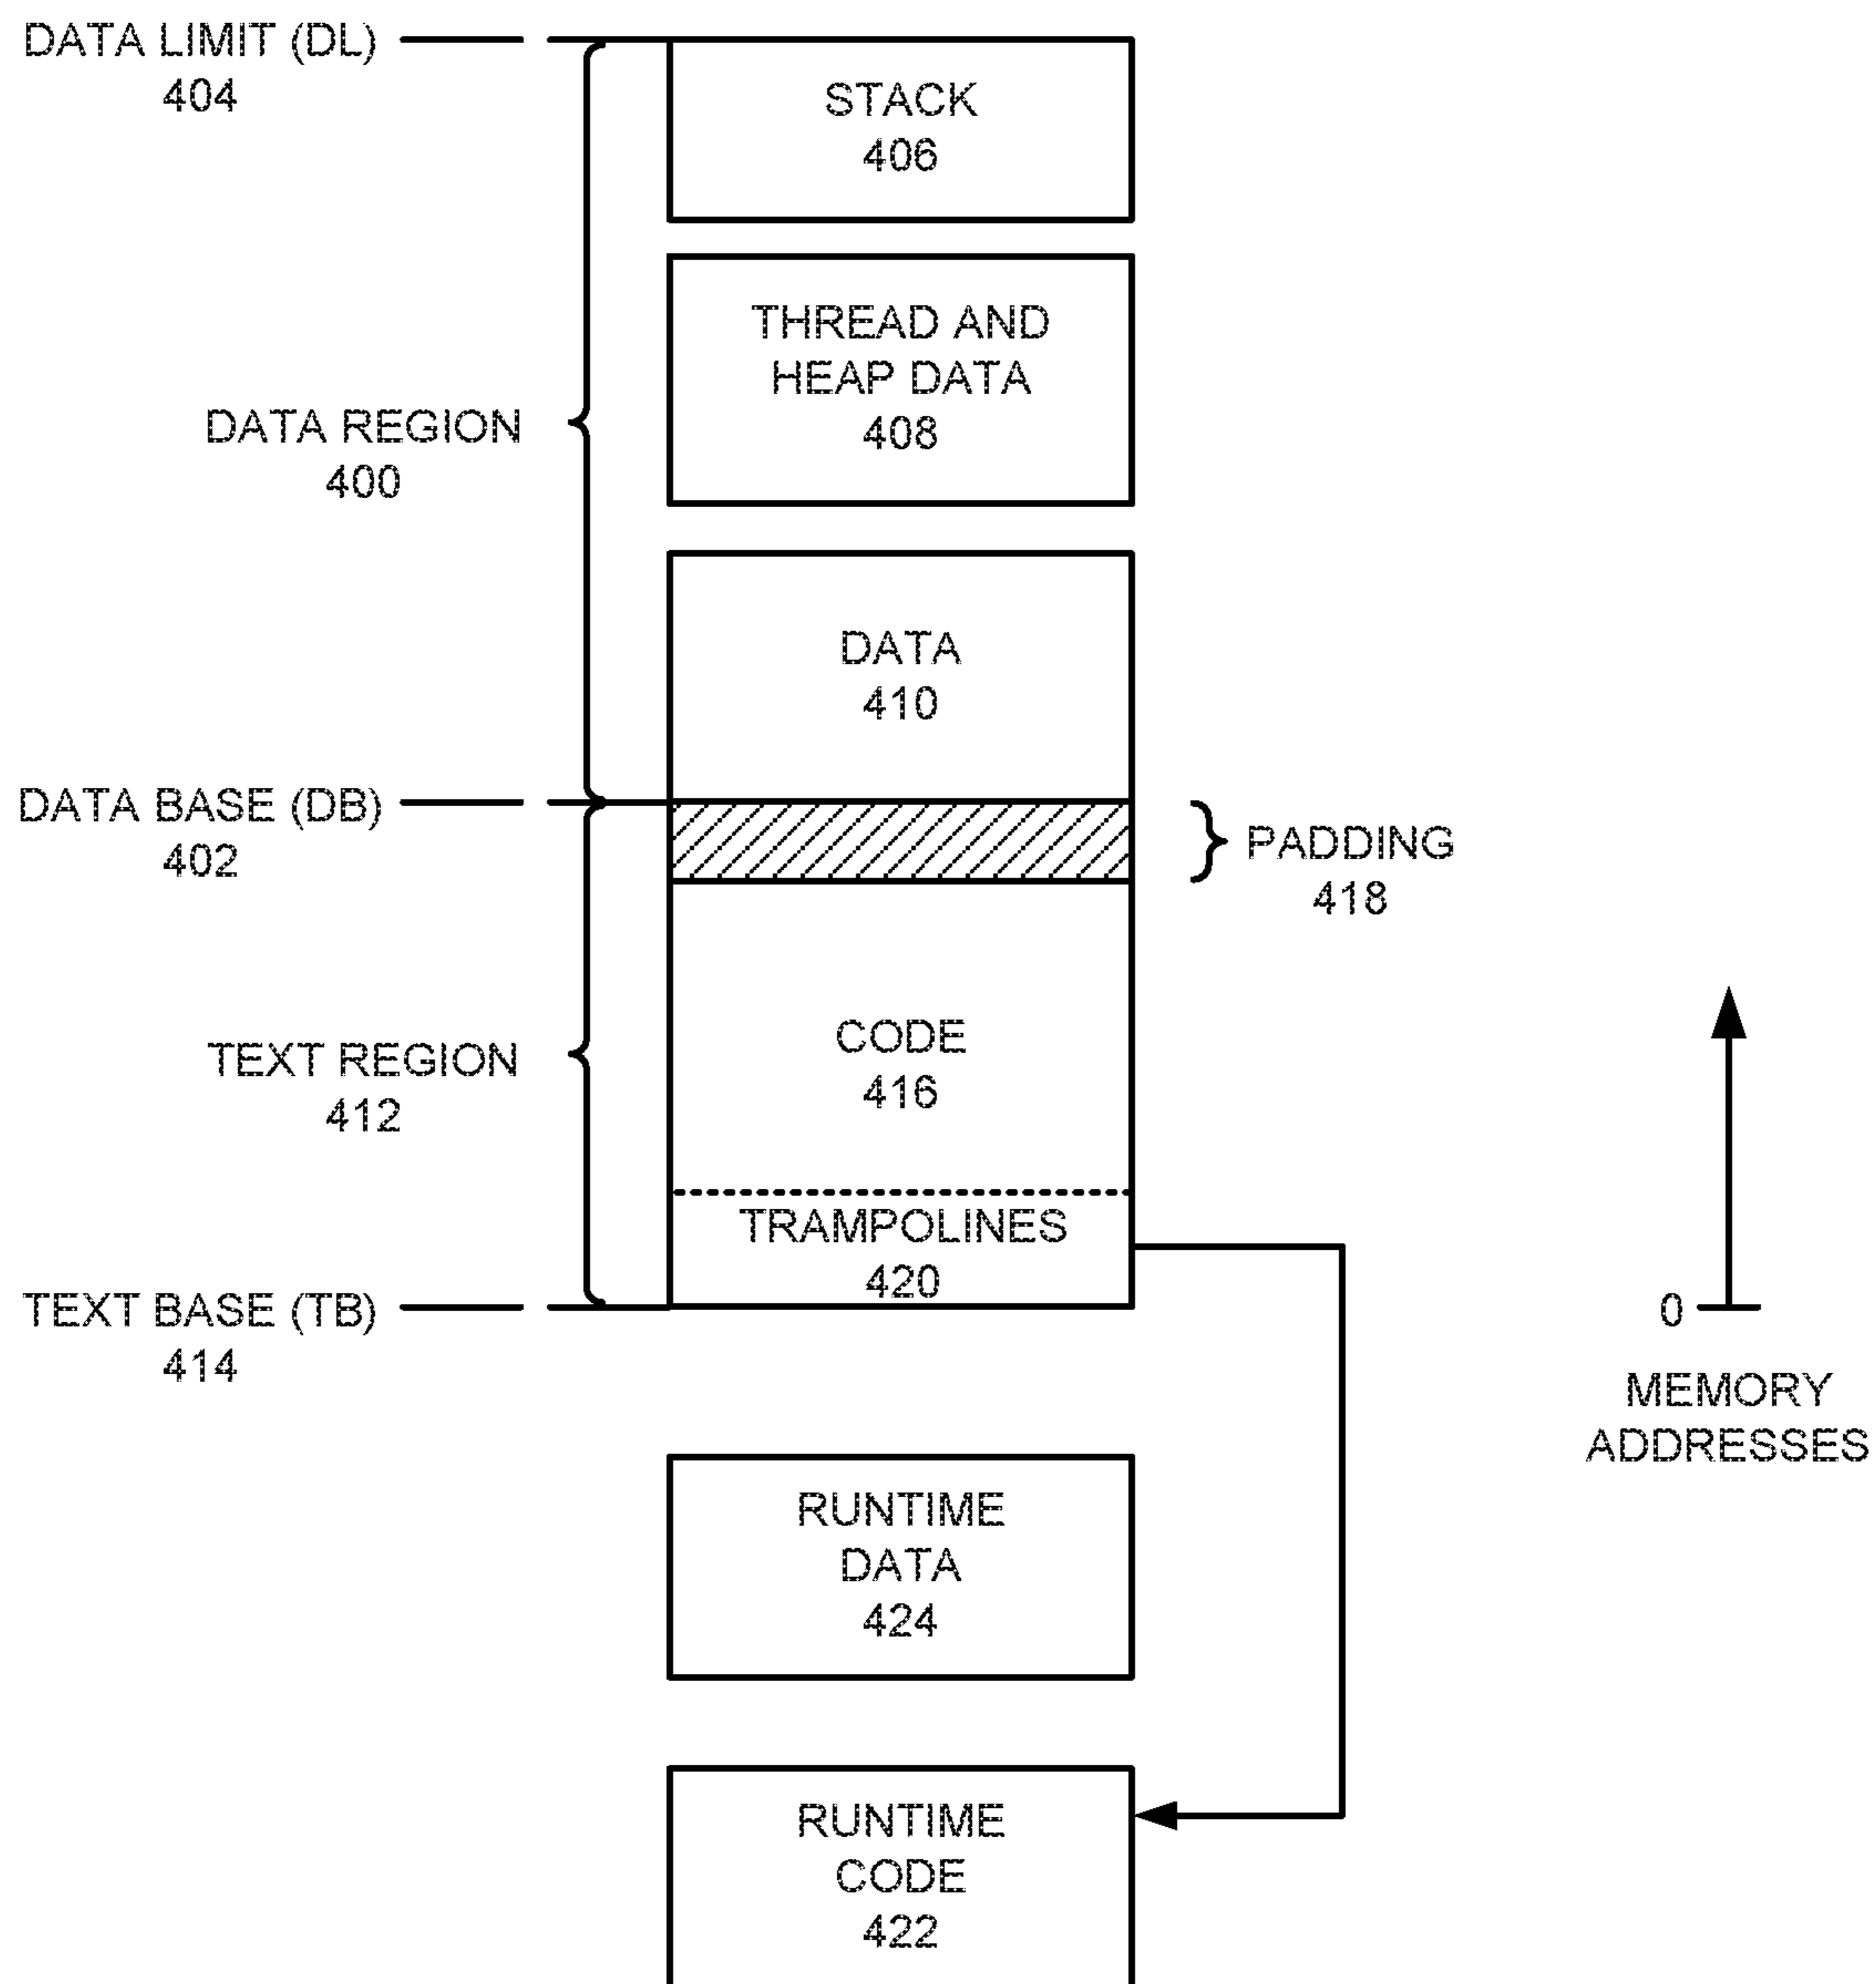 DATA LIMIT (DL)
404
STACK
406
THREAD AND
HEAP DATA
408
DATA REGION
400
DATA
410
DATA BASE (DB)
402
PADDING
418
CODE
416
TEXT REGION
412
TRAMPOLINES
420
TEXT BASE (TB)
414
0
MEMORY
ADDRESSES
RUNTIME
DATA
424
RUNTIME
CODE
422